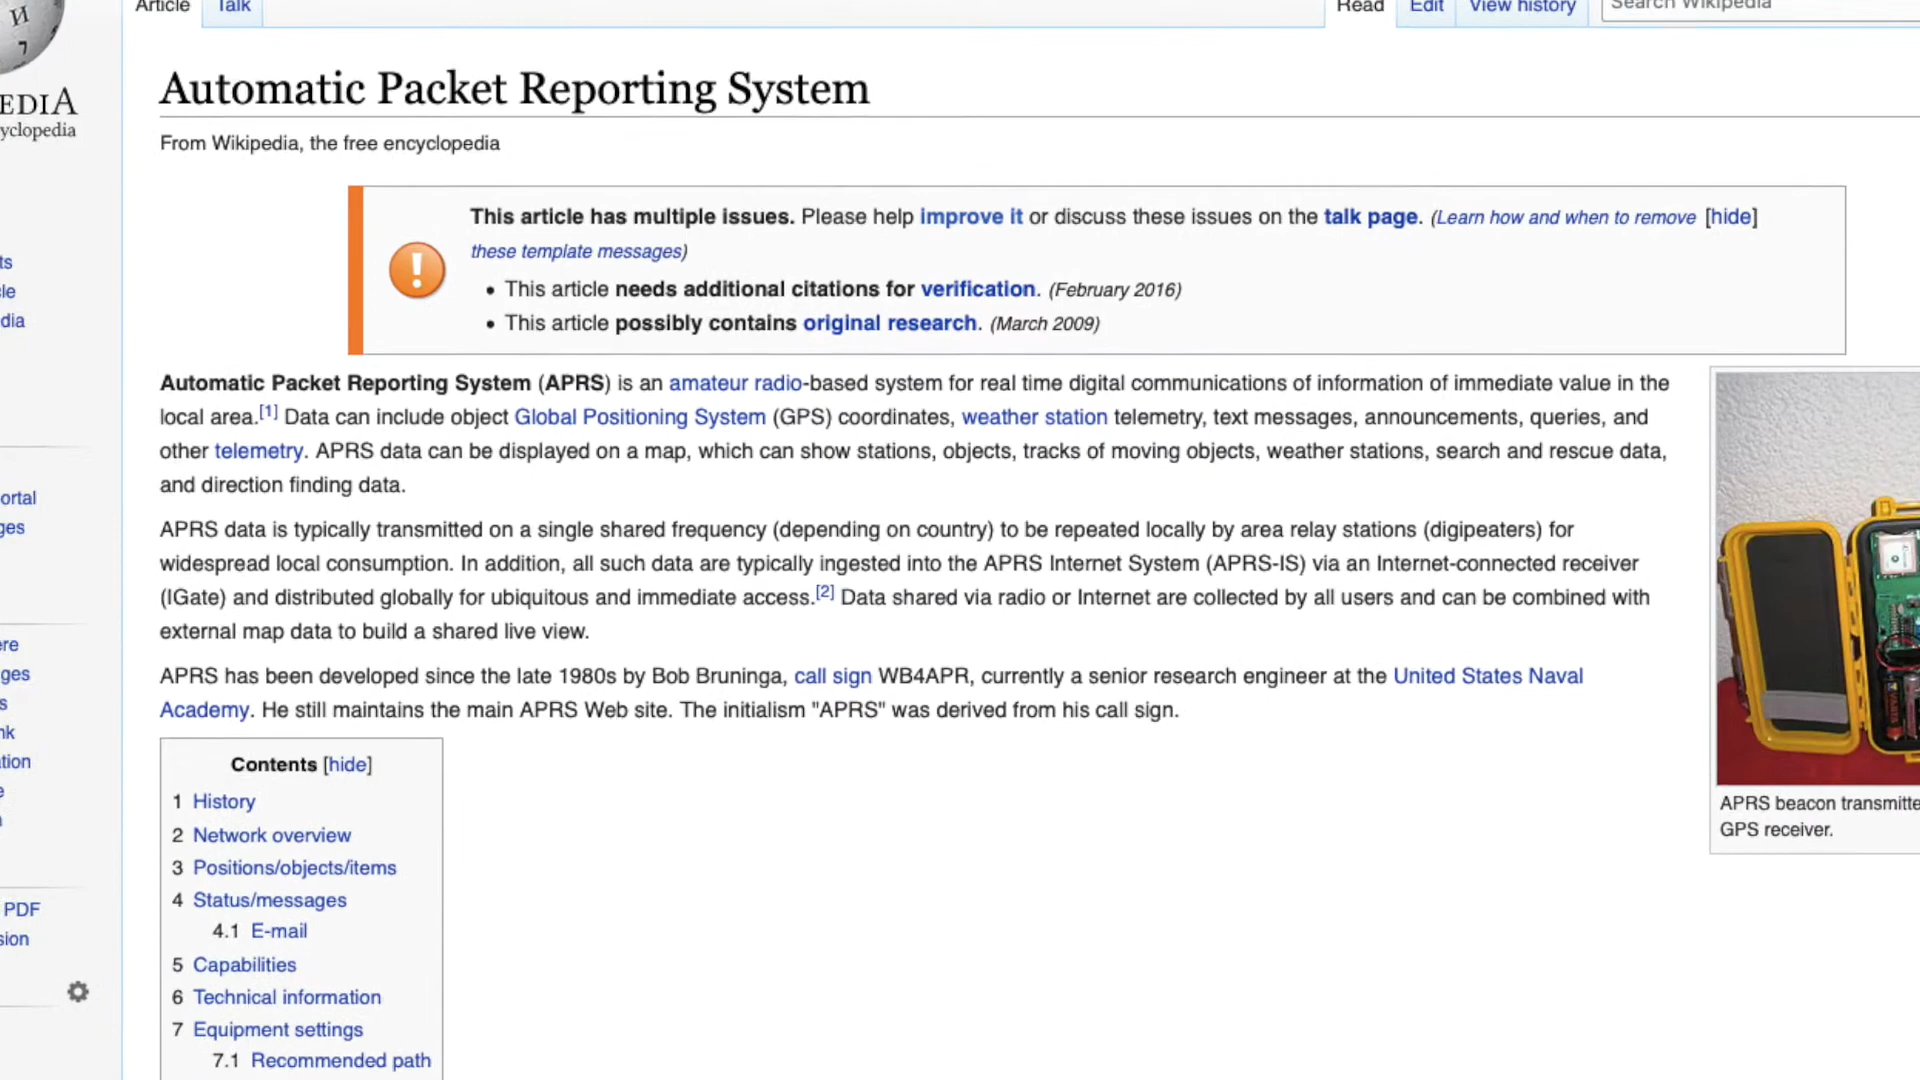 Article Talk Read Edit View history Search Wikipedia
Automatic Packet Reporting System
From Wikipedia, the free encyclopedia
This article has multiple issues. Please help improve it or discuss these issues on the talk page. (Learn how and when to remove [hide]
these template messages)
• This article needs additional citations for verification. (February 2016)
• This article possibly contains original research. (March 2009)
Automatic Packet Reporting System (APRS) is an amateur radio-based system for real time digital communications of information of immediate value in the
local area.[1] Data can include object Global Positioning System (GPS) coordinates, weather station telemetry, text messages, announcements, queries, and
other telemetry. APRS data can be displayed on a map, which can show stations, objects, tracks of moving objects, weather stations, search and rescue data,
and direction finding data.
APRS data is typically transmitted on a single shared frequency (depending on country) to be repeated locally by area relay stations (digipeaters) for
widespread local consumption. In addition, all such data are typically ingested into the APRS Internet System (APRS-IS) via an Internet-connected receiver
(IGate) and distributed globally for ubiquitous and immediate access.[2] Data shared via radio or Internet are collected by all users and can be combined with
external map data to build a shared live view.
APRS has been developed since the late 1980s by Bob Bruninga, call sign WB4APR, currently a senior research engineer at the United States Naval
Academy. He still maintains the main APRS Web site. The initialism "APRS" was derived from his call sign.
Contents [hide]
1 History
2 Network overview
3 Positions/objects/items
4 Status/messages
4.1 E-mail
5 Capabilities
6 Technical information
7 Equipment settings
7.1 Recommended path
APRS beacon transmitte
GPS receiver.
EDIA
yclopedia
ts
le
dia
ortal
ges
ere
ges
s
nk
ation
e
PDF
sion